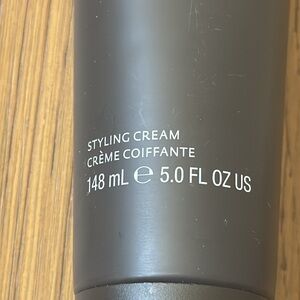 STYLING CREAM
CRÈME COIFFANTE
148 mL ℮ 5.0 FL OZ US